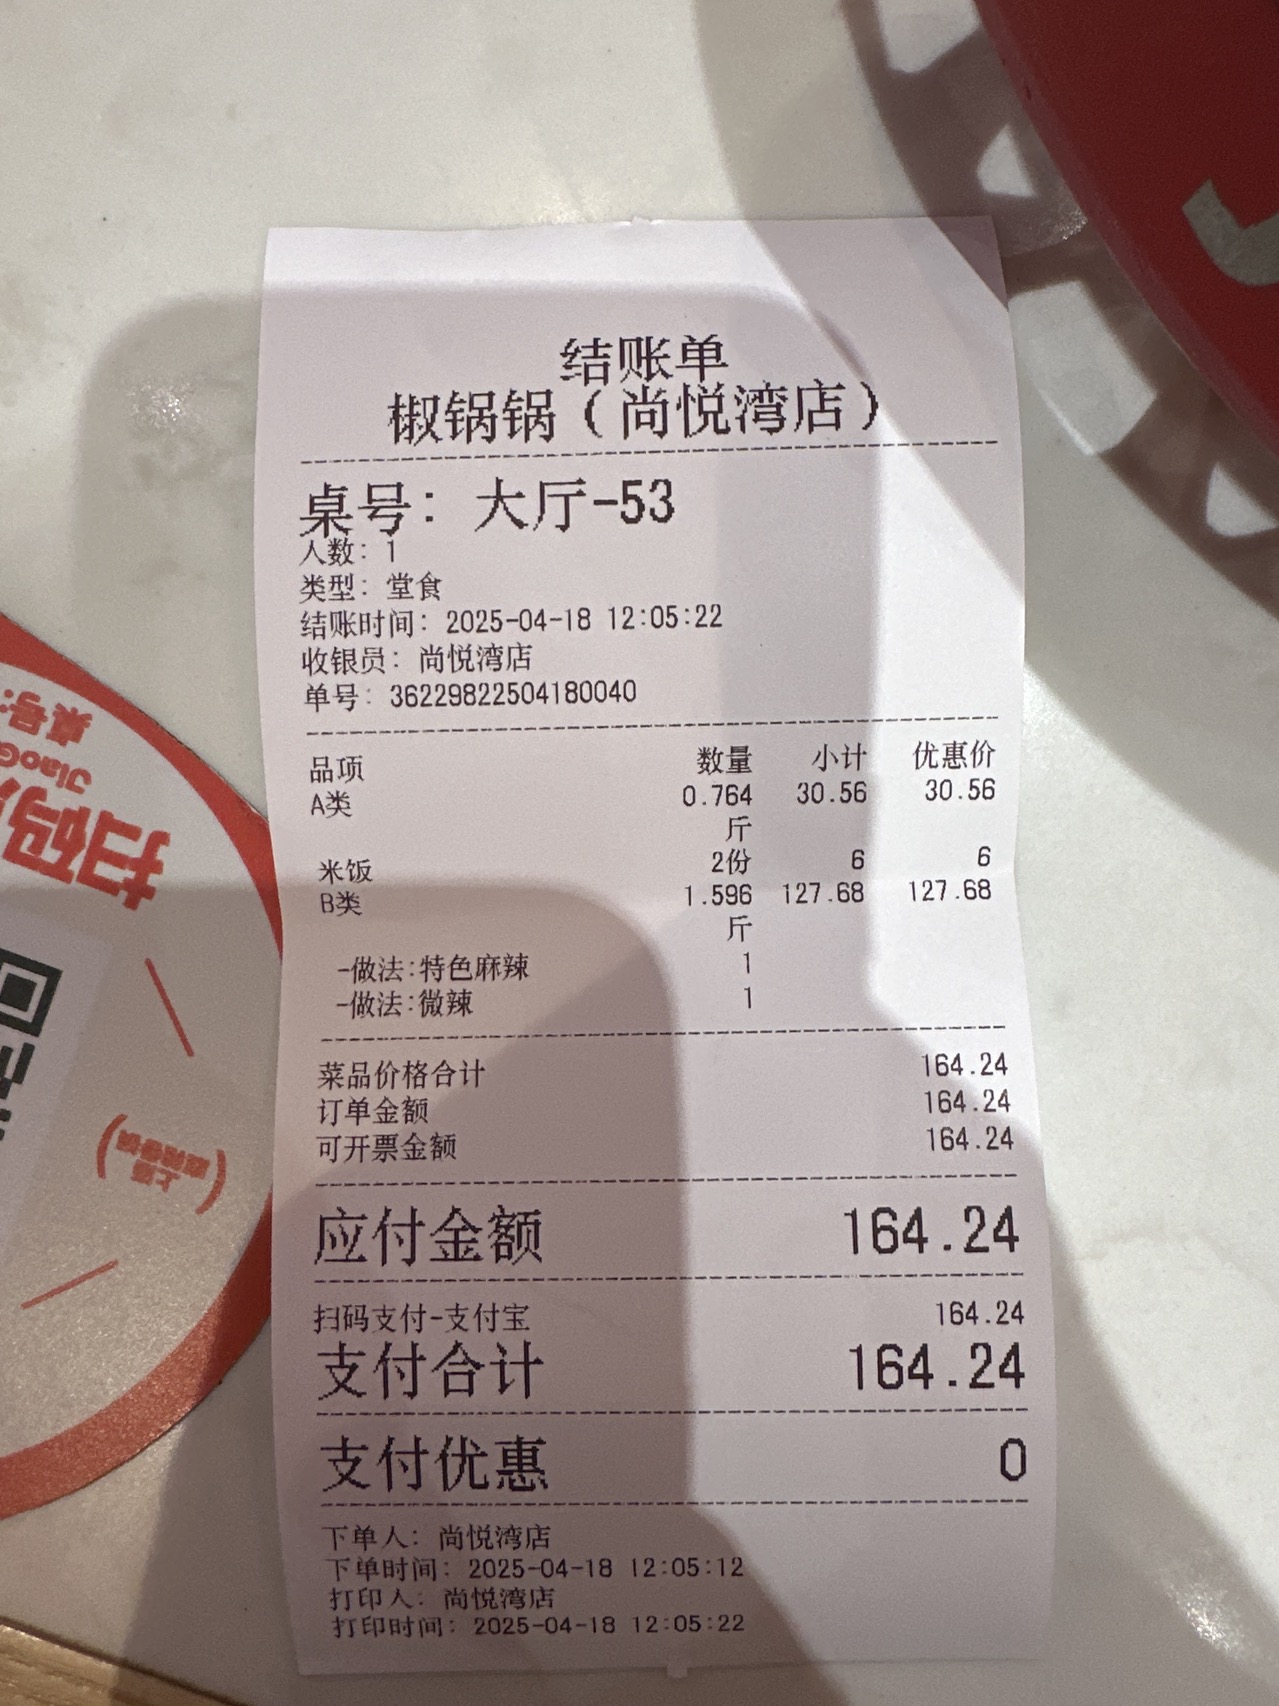 结账单
椒锅锅（尚悦湾店）
桌号: 大厅-53
人数: 1
类型: 堂食
结账时间: 2025-04-18 12:05:22
收银员: 尚悦湾店
单号: 36229822504180040
品项 数量 小计 优惠价
A类 0.764 30.56 30.56
斤
米饭 2份 6 6
B类 1.596 127.68 127.68
斤
-做法:特色麻辣 1
-做法:微辣 1
菜品价格合计 164.24
订单金额 164.24
可开票金额 164.24
应付金额 164.24
扫码支付-支付宝 164.24
支付合计 164.24
支付优惠 0
下单人: 尚悦湾店
下单时间: 2025-04-18 12:05:12
打印人: 尚悦湾店
打印时间: 2025-04-18 12:05:22
桌号:
JiaoG
扫码